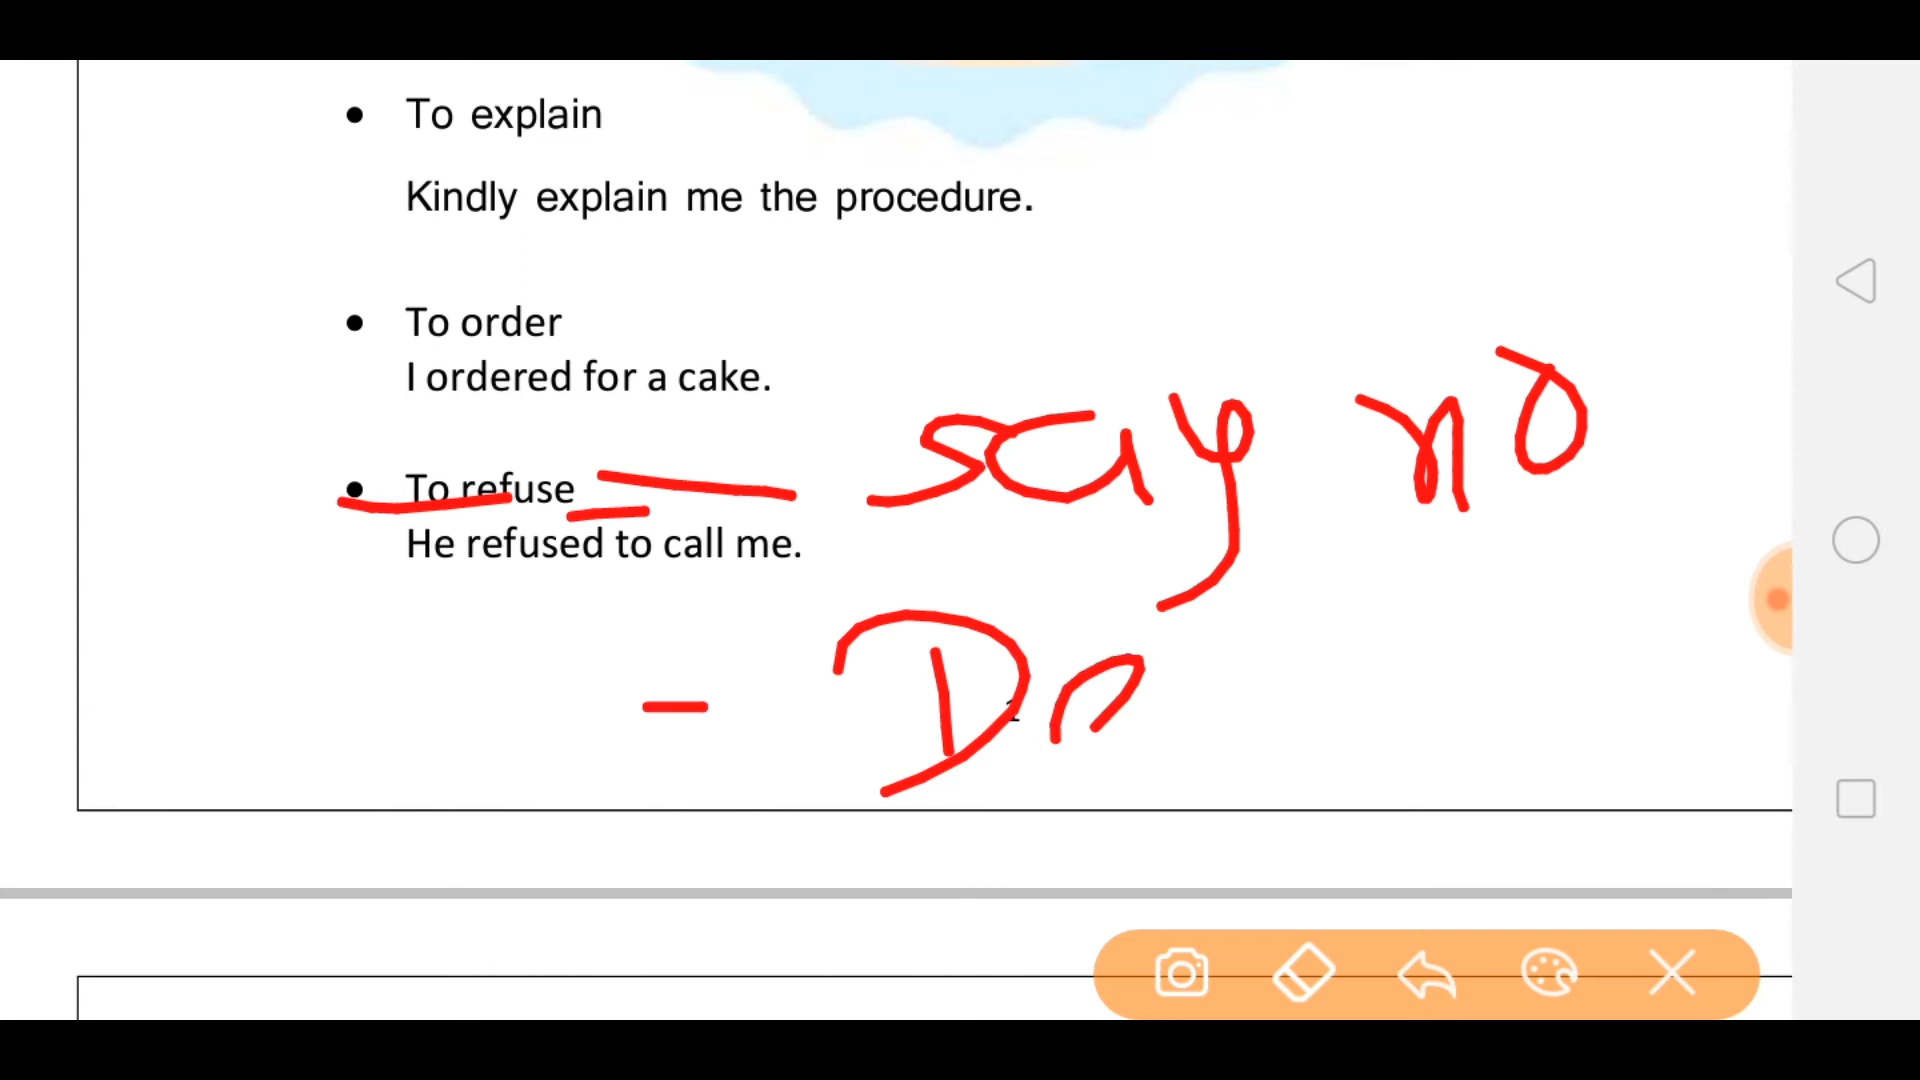 • To explain
Kindly explain me the procedure.
• To order
I ordered for a cake.
• To refuse — say no
He refused to call me.
-